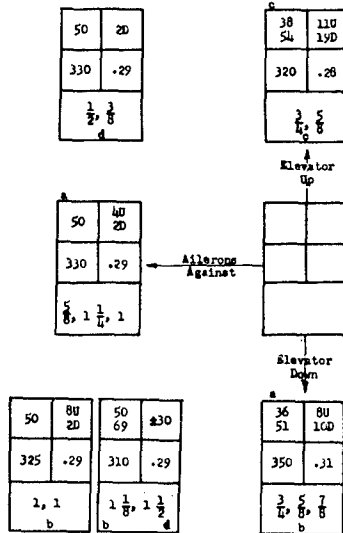 50 2D
330 .29
1/2, 3/8
d
c
38 11U
54 19D
320 .28
3/4, 5/8
c
Elevator
Up
a
50 4U
2D
330 .29
5/8, 1 1/4, 1
Ailerons
Against
Elevator
Down
50 8U
2D
325 .29
1, 1
b
50 ±30
69
310 .29
1 1/8, 1 1/2
b d
a
36 8U
51 10D
350 .31
3/4, 5/8, 7/8
b